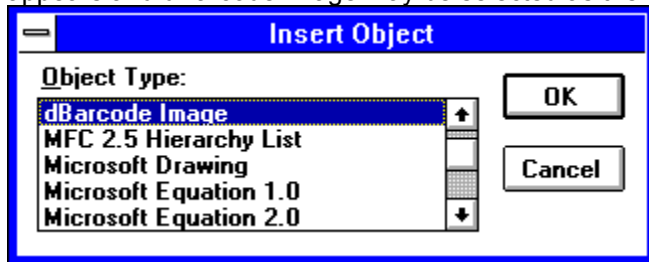 Insert Object
Object Type:
dBarcode Image
MFC 2.5 Hierarchy List
Microsoft Drawing
Microsoft Equation 1.0
Microsoft Equation 2.0
OK
Cancel